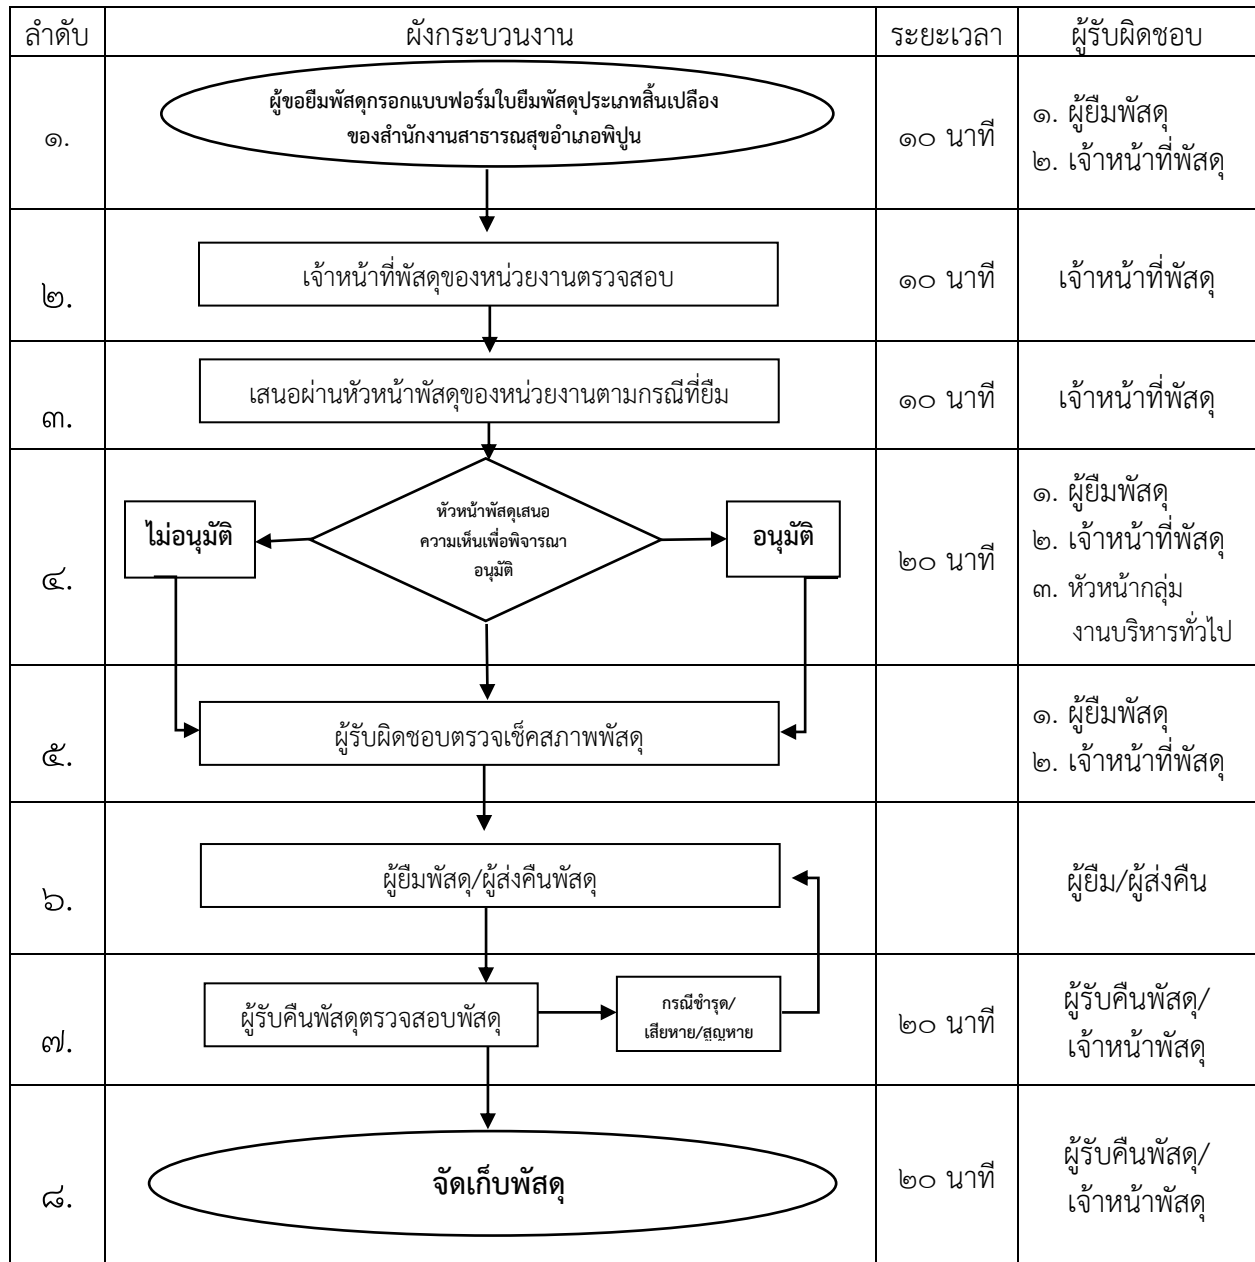 ลำดับ ผังกระบวนงาน ระยะเวลา ผู้รับผิดชอบ
๑.
ผู้ขอยืมพัสดุกรอกแบบฟอร์มใบยืมพัสดุประเภทสิ้นเปลือง
ของสำนักงานสาธารณสุขอำเภอพิปูน
๑๐ นาที
๑. ผู้ยืมพัสดุ
๒. เจ้าหน้าที่พัสดุ
๒.
เจ้าหน้าที่พัสดุของหน่วยงานตรวจสอบ
๑๐ นาที
เจ้าหน้าที่พัสดุ
๓.
เสนอผ่านหัวหน้าพัสดุของหน่วยงานตามกรณีที่ยืม
๑๐ นาที
เจ้าหน้าที่พัสดุ
๔.
ไม่อนุมัติ
หัวหน้าพัสดุเสนอ
ความเห็นเพื่อพิจารณา
อนุมัติ
อนุมัติ
๒๐ นาที
๑. ผู้ยืมพัสดุ
๒. เจ้าหน้าที่พัสดุ
๓. หัวหน้ากลุ่ม
งานบริหารทั่วไป
๕.
ผู้รับผิดชอบตรวจเช็คสภาพพัสดุ
๑. ผู้ยืมพัสดุ
๒. เจ้าหน้าที่พัสดุ
๖.
ผู้ยืมพัสดุ/ผู้ส่งคืนพัสดุ
ผู้ยืม/ผู้ส่งคืน
๗.
ผู้รับคืนพัสดุตรวจสอบพัสดุ
กรณีชำรุด/
เสียหาย/สูญหาย
๒๐ นาที
ผู้รับคืนพัสดุ/
เจ้าหน้าพัสดุ
๘.
จัดเก็บพัสดุ
๒๐ นาที
ผู้รับคืนพัสดุ/
เจ้าหน้าพัสดุ